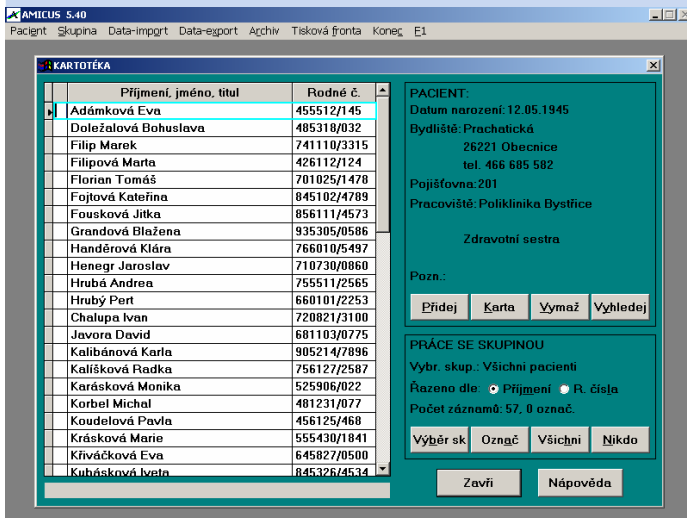 AMICUS 5.40
Pacient Skupina Data-import Data-export Archiv Tisková fronta Konec F1
KARTOTÉKA
Příjmení, jméno, titul Rodné č.
Adámková Eva 455512/145
Doležalová Bohuslava 485318/032
Filip Marek 741110/3315
Filipová Marta 426112/124
Florian Tomáš 701025/1478
Fojtová Kateřina 845102/4789
Fousková Jitka 856111/4573
Grandová Blažena 935305/0586
Handěrová Klára 766010/5497
Henegr Jaroslav 710730/0860
Hrubá Andrea 755511/2565
Hrubý Pert 660101/2253
Chalupa Ivan 720821/3100
Javora David 681103/0775
Kalibánová Karla 905214/7896
Kalíšková Radka 756127/2587
Karásková Monika 525906/022
Korbel Michal 481231/077
Koudelová Pavla 456125/468
Krásková Marie 555430/1841
Křiváčková Eva 645827/0500
Kubásková Iveta 845326/4534
PACIENT:
Datum narození: 12.05.1945
Bydliště: Prachatická
26221 Obecnice
tel. 466 685 582
Pojišťovna: 201
Pracoviště: Poliklinika Bystřice
Zdravotní sestra
Pozn.:
Přidej Karta Vymaž Vyhledej
PRÁCE SE SKUPINOU
Vybr. skup.: Všichni pacienti
Řazeno dle: Příjmení R. čísla
Počet záznamů: 57, 0 označ.
Výběr sk Označ Všichni Nikdo
Zavři Nápověda